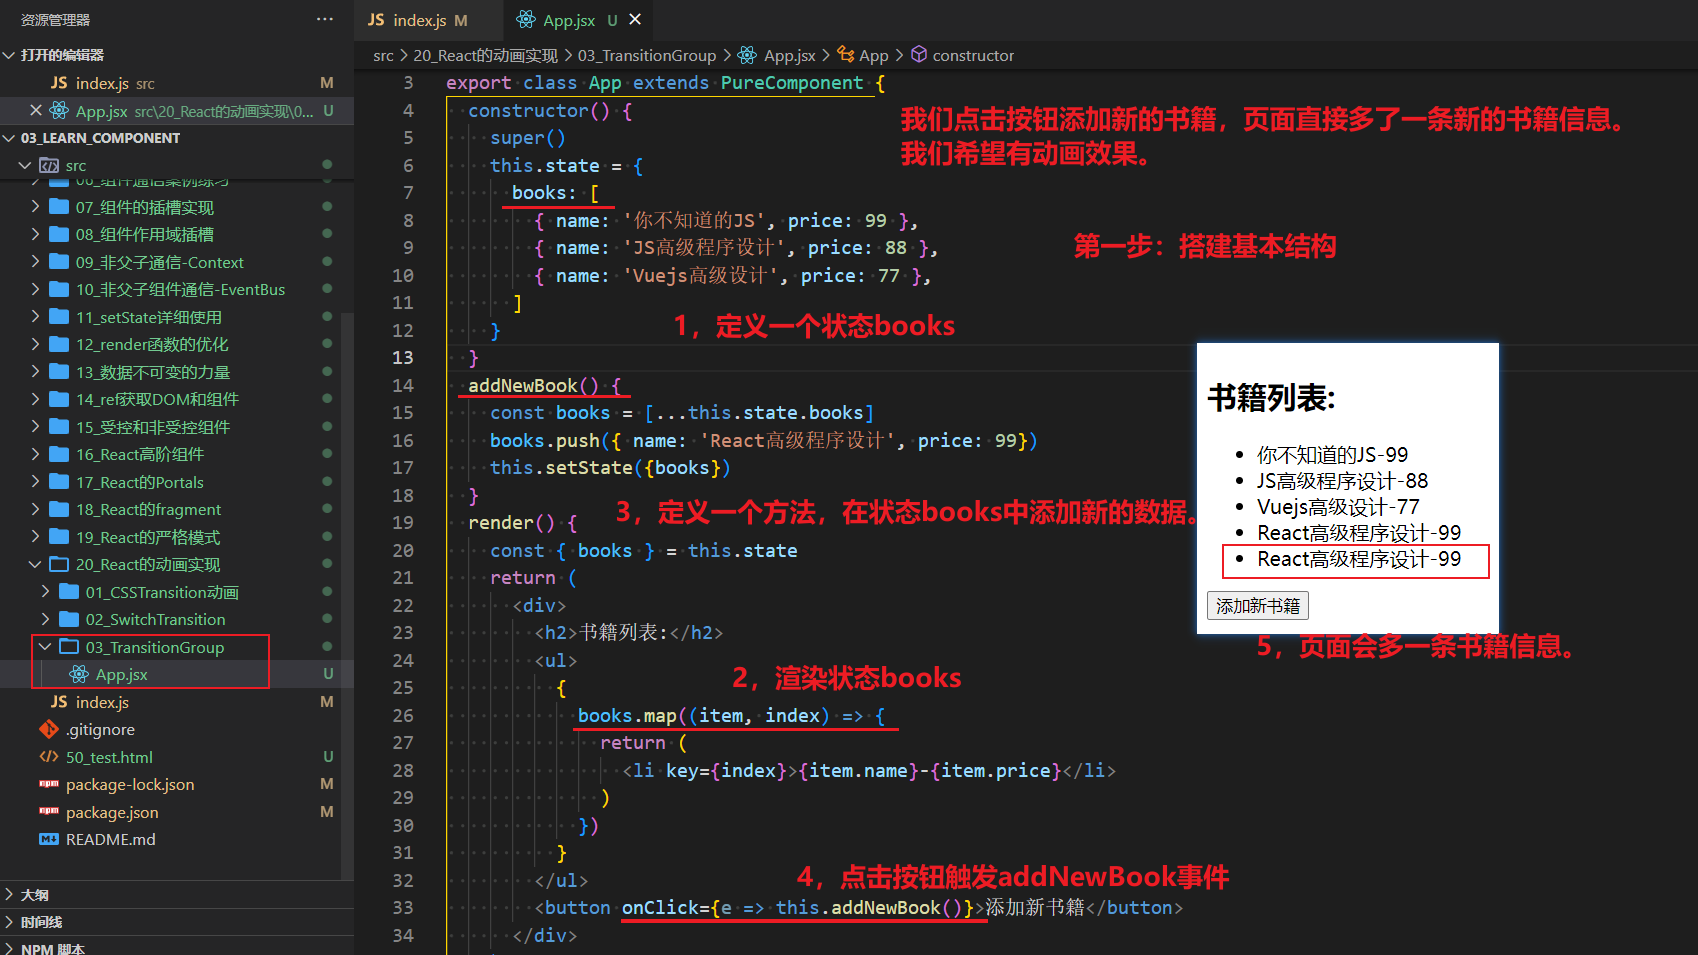 资源管理器
打开的编辑器
JS index.js src M
App.jsx src\20_React的动画实现\0... U
03_LEARN_COMPONENT
src
06_组件通信案例练习
07_组件的插槽实现
08_组件作用域插槽
09_非父子通信-Context
10_非父子组件通信-EventBus
11_setState详细使用
12_render函数的优化
13_数据不可变的力量
14_ref获取DOM和组件
15_受控和非受控组件
16_React高阶组件
17_React的Portals
18_React的fragment
19_React的严格模式
20_React的动画实现
01_CSSTransition动画
02_SwitchTransition
03_TransitionGroup
App.jsx U
JS index.js M
.gitignore
50_test.html U
package-lock.json M
package.json M
README.md
大纲
时间线
NPM 脚本
JS index.js M
App.jsx U
src > 20_React的动画实现 > 03_TransitionGroup > App.jsx > App > constructor
3 export class App extends PureComponent {
4 constructor() {
5 super()
6 this.state = {
7 books: [
8 { name: '你不知道的JS', price: 99 },
9 { name: 'JS高级程序设计', price: 88 },
10 { name: 'Vuejs高级设计', price: 77 },
11 ]
12 }
13 }
14 addNewBook() {
15 const books = [...this.state.books]
16 books.push({ name: 'React高级程序设计', price: 99})
17 this.setState({books})
18 }
19 render() {
20 const { books } = this.state
21 return (
22 <div>
23 <h2>书籍列表:</h2>
24 <ul>
25 {
26 books.map((item, index) => {
27 return (
28 <li key={index}>{item.name}-{item.price}</li>
29 )
30 })
31 }
32 </ul>
33 <button onClick={e => this.addNewBook()}>添加新书籍</button>
34 </div>
我们点击按钮添加新的书籍，页面直接多了一条新的书籍信息。
我们希望有动画效果。
第一步：搭建基本结构
1，定义一个状态books
3，定义一个方法，在状态books中添加新的数据。
2，渲染状态books
4，点击按钮触发addNewBook事件
书籍列表:
你不知道的JS-99
JS高级程序设计-88
Vuejs高级设计-77
React高级程序设计-99
React高级程序设计-99
添加新书籍
5，页面会多一条书籍信息。